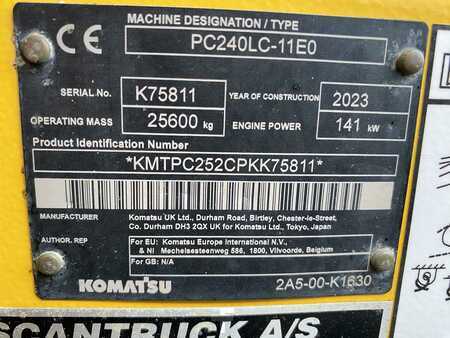 CE
MACHINE DESIGNATION / TYPE
PC240LC-11E0
SERIAL No. K75811 YEAR OF CONSTRUCTION 2023
OPERATING MASS 25600 kg ENGINE POWER 141 kW
Product Identification Number
*KMTPC252CPKK75811*
MANUFACTURER Komatsu UK Ltd., Durham Road, Birtley, Chester-le-Street,
Co. Durham DH3 2QX UK for Komatsu Ltd., Tokyo, Japan
AUTHOR. REP For EU: Komatsu Europe International N.V.,
& NI Mechelsesteenweg 586, 1800, Vilvoorde, Belgium
For GB: N/A
KOMATSU 2A5-00-K1630
SCANTRUCK A/S